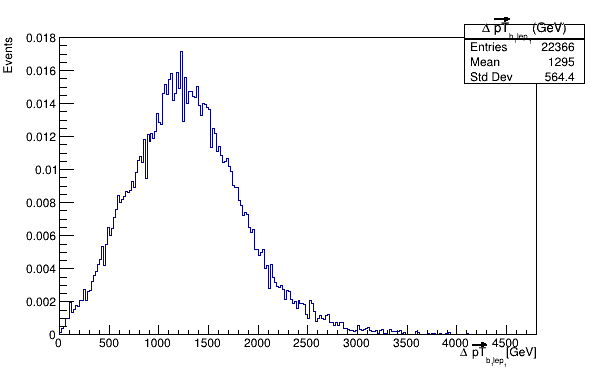 Δ pT b₁lep₁ (GeV)
Entries 22366
Mean 1295
Std Dev 564.4
Events
0.018
0.016
0.014
0.012
0.01
0.008
0.006
0.004
0.002
0
0 500 1000 1500 2000 2500 3000 3500 4000 4500
Δ pT b₁lep₁ [GeV]